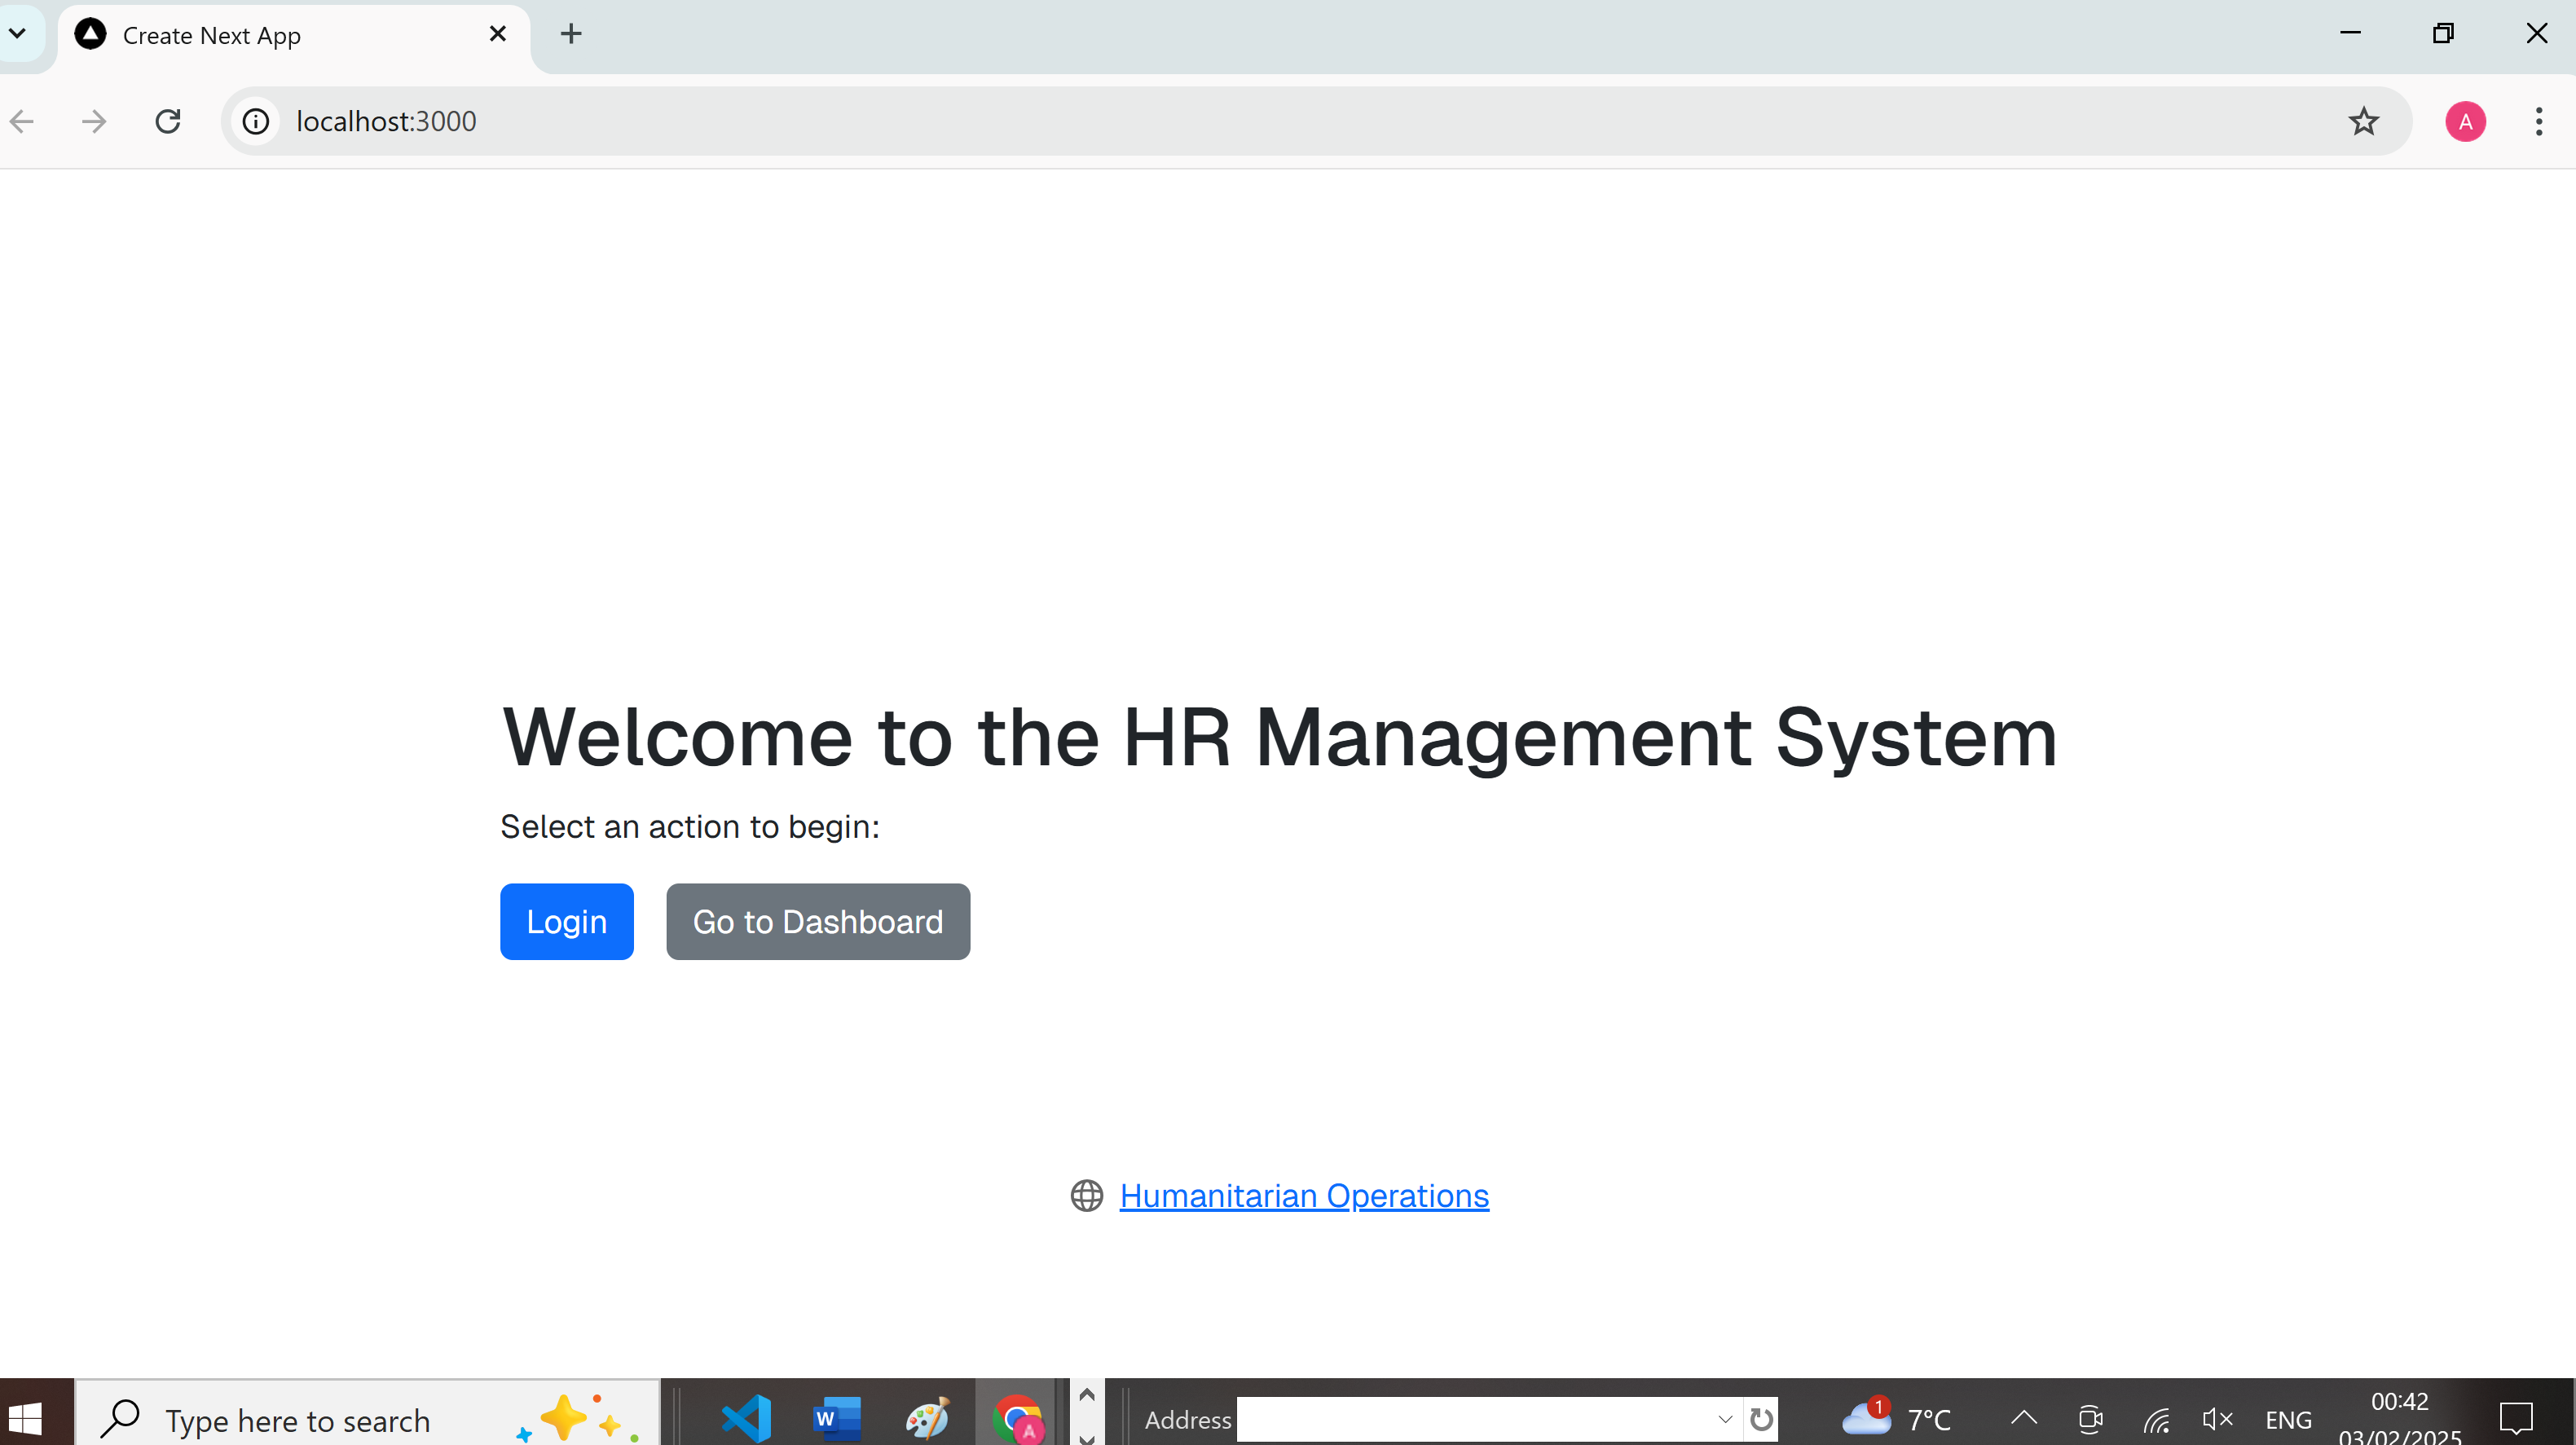 Create Next App
localhost:3000
A
Welcome to the HR Management System
Select an action to begin:
Login
Go to Dashboard
Humanitarian Operations
Type here to search
W
A
Address
1
7°C
ENG
00:42
03/02/2025